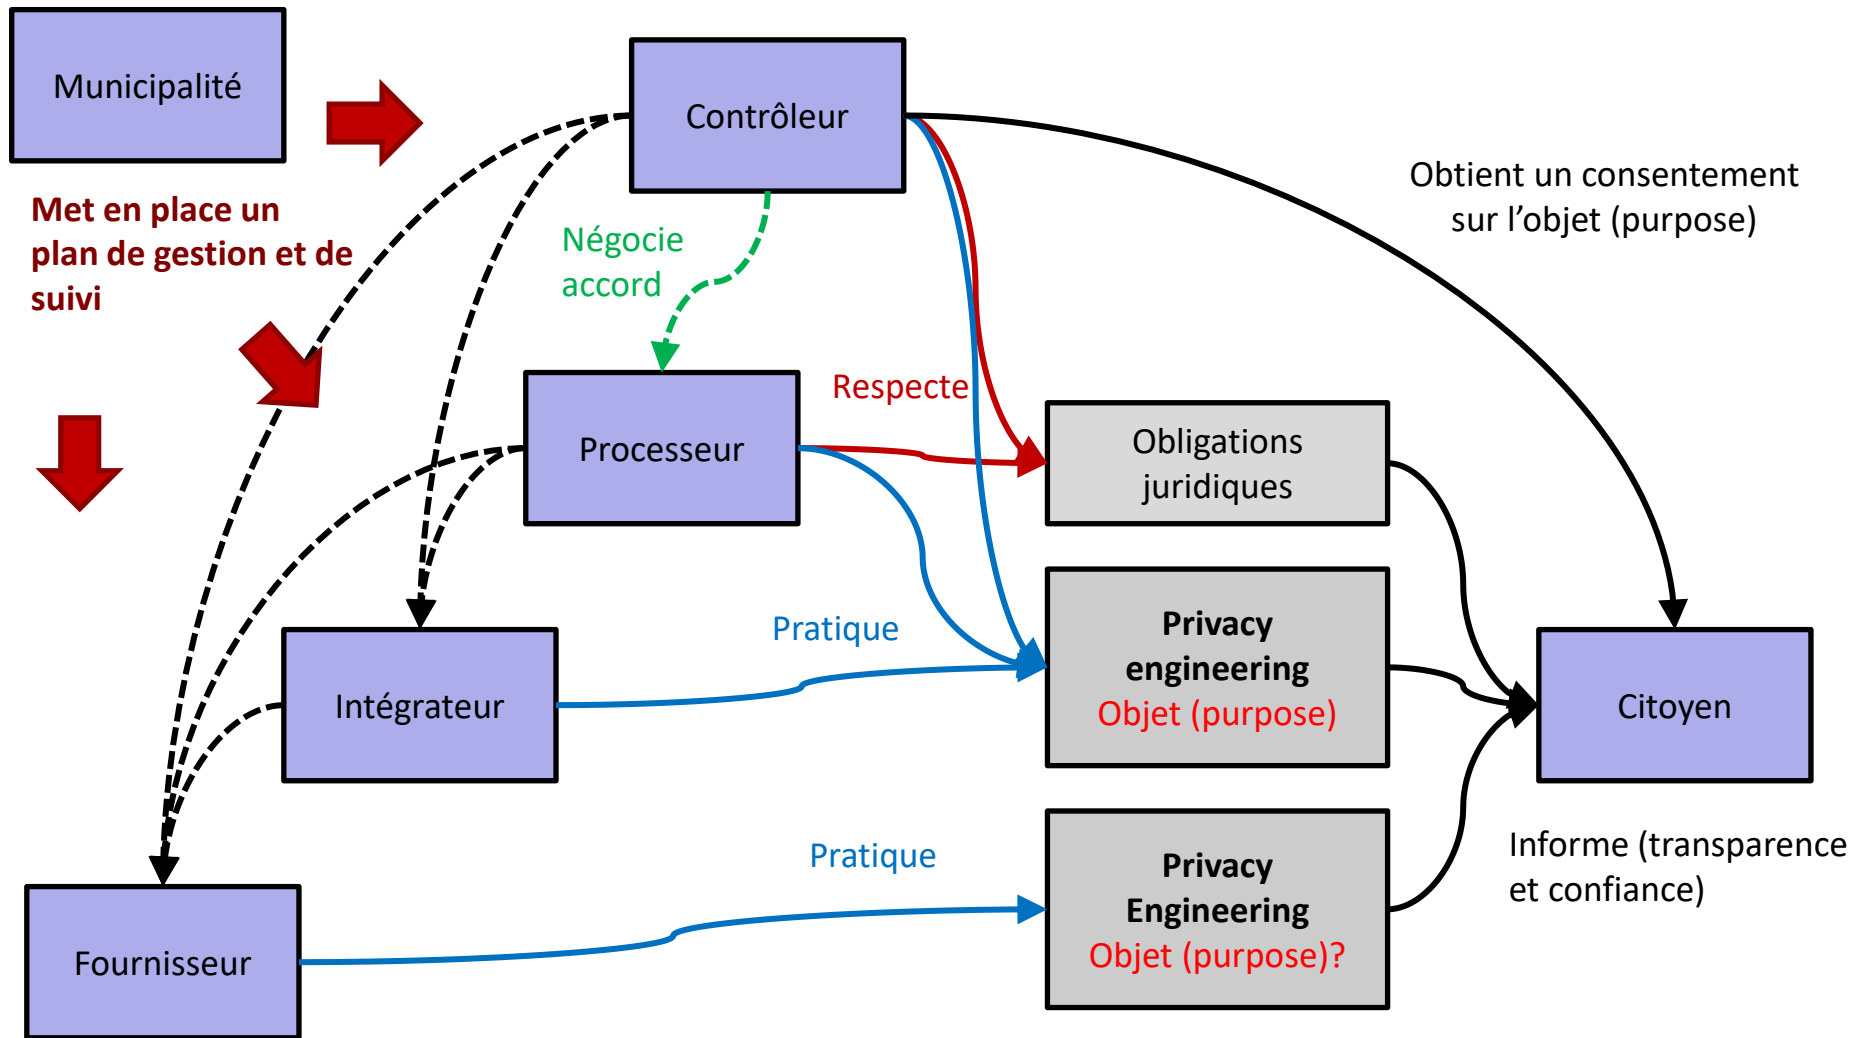 Municipalité
Contrôleur
Met en place un
plan de gestion et de
suivi
Négocie
accord
Obtient un consentement
sur l’objet (purpose)
Respecte
Processeur
Obligations
juridiques
Pratique
Privacy
engineering
Objet (purpose)
Intégrateur
Citoyen
Pratique
Privacy
Engineering
Objet (purpose)?
Informe (transparence
et confiance)
Fournisseur